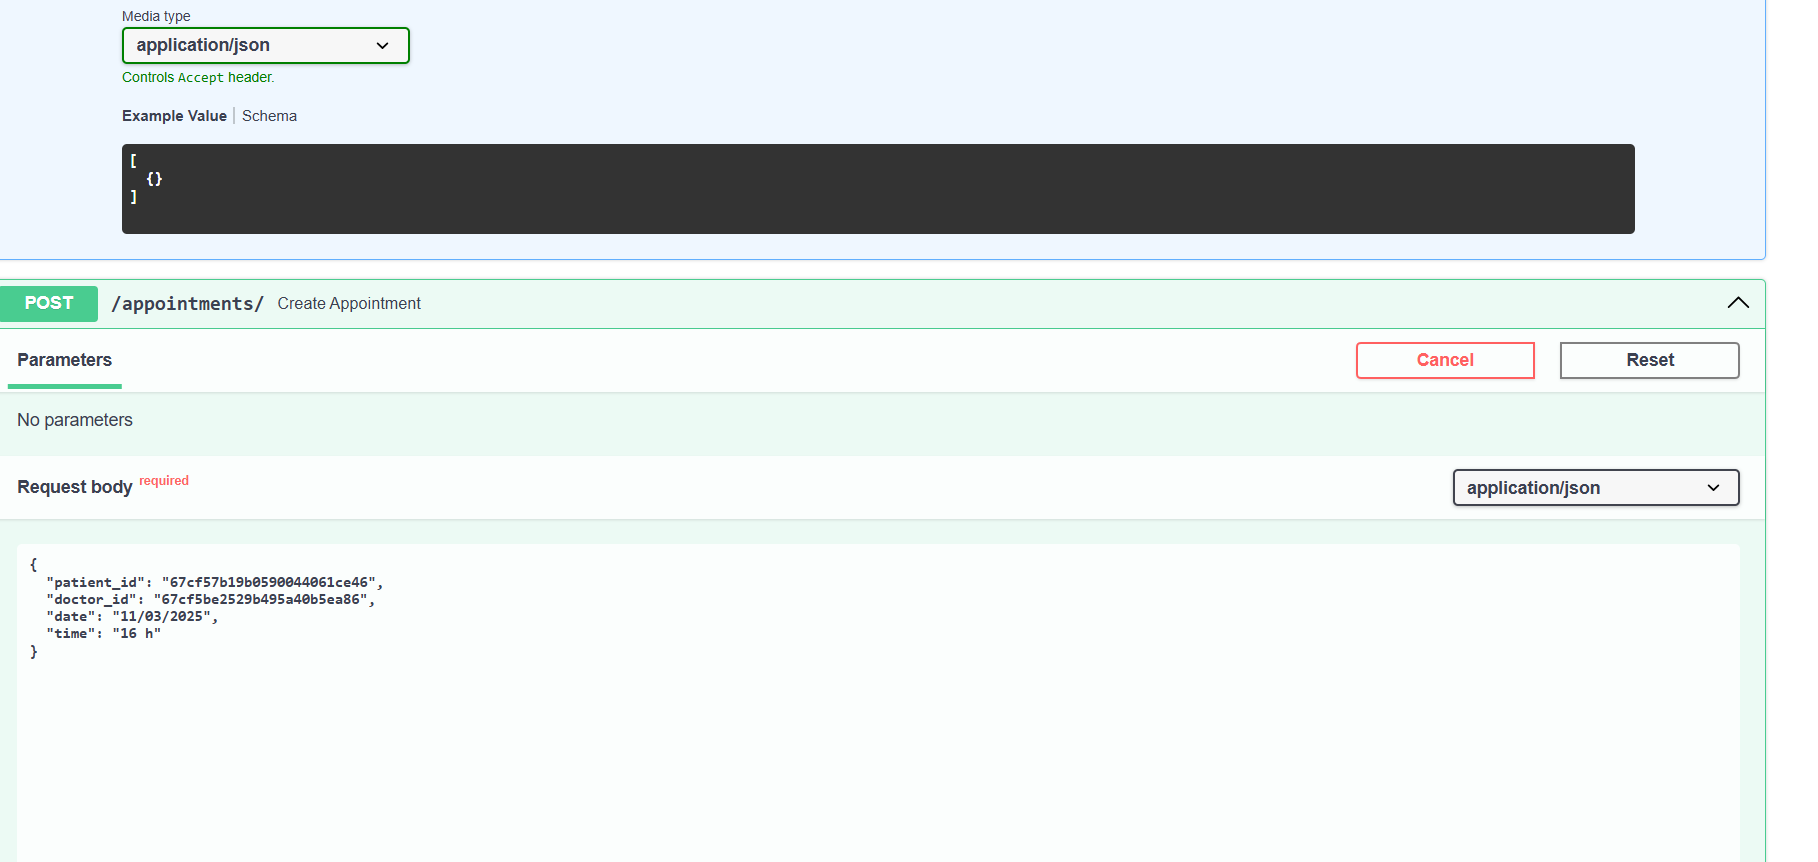 Media type
application/json
Controls Accept header.
Example Value | Schema
[
  {}
]
POST /appointments/ Create Appointment
Parameters
Cancel
Reset
No parameters
Request body required
application/json
{
  "patient_id": "67cf57b19b0590044061ce46",
  "doctor_id": "67cf5be2529b495a40b5ea86",
  "date": "11/03/2025",
  "time": "16 h"
}